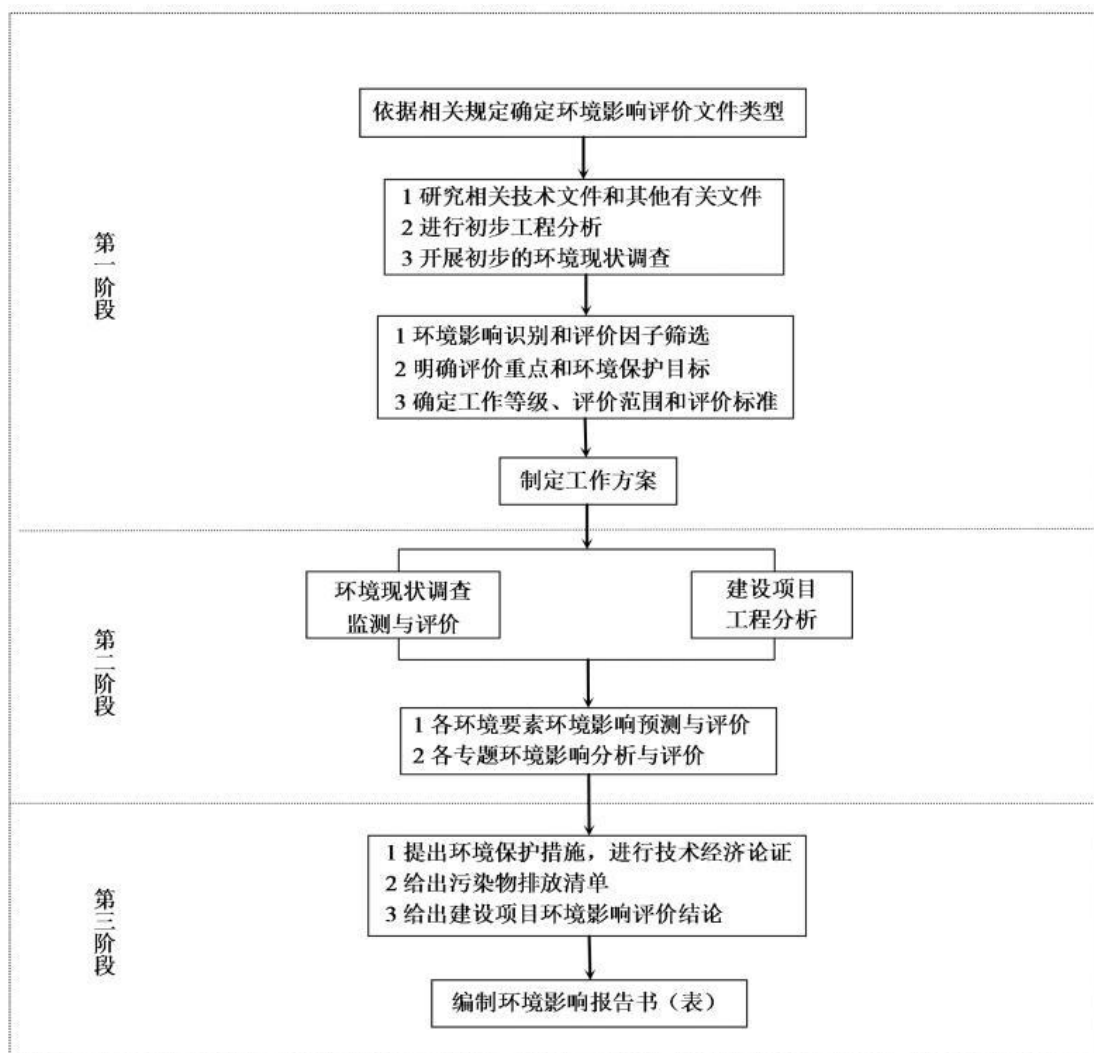 依据相关规定确定环境影响评价文件类型
1 研究相关技术文件和其他有关文件
2 进行初步工程分析
3 开展初步的环境现状调查
第一阶段
1 环境影响识别和评价因子筛选
2 明确评价重点和环境保护目标
3 确定工作等级、评价范围和评价标准
制定工作方案
环境现状调查
监测与评价
建设项目
工程分析
第二阶段
1 各环境要素环境影响预测与评价
2 各专题环境影响分析与评价
1 提出环境保护措施，进行技术经济论证
2 给出污染物排放清单
3 给出建设项目环境影响评价结论
第三阶段
编制环境影响报告书（表）